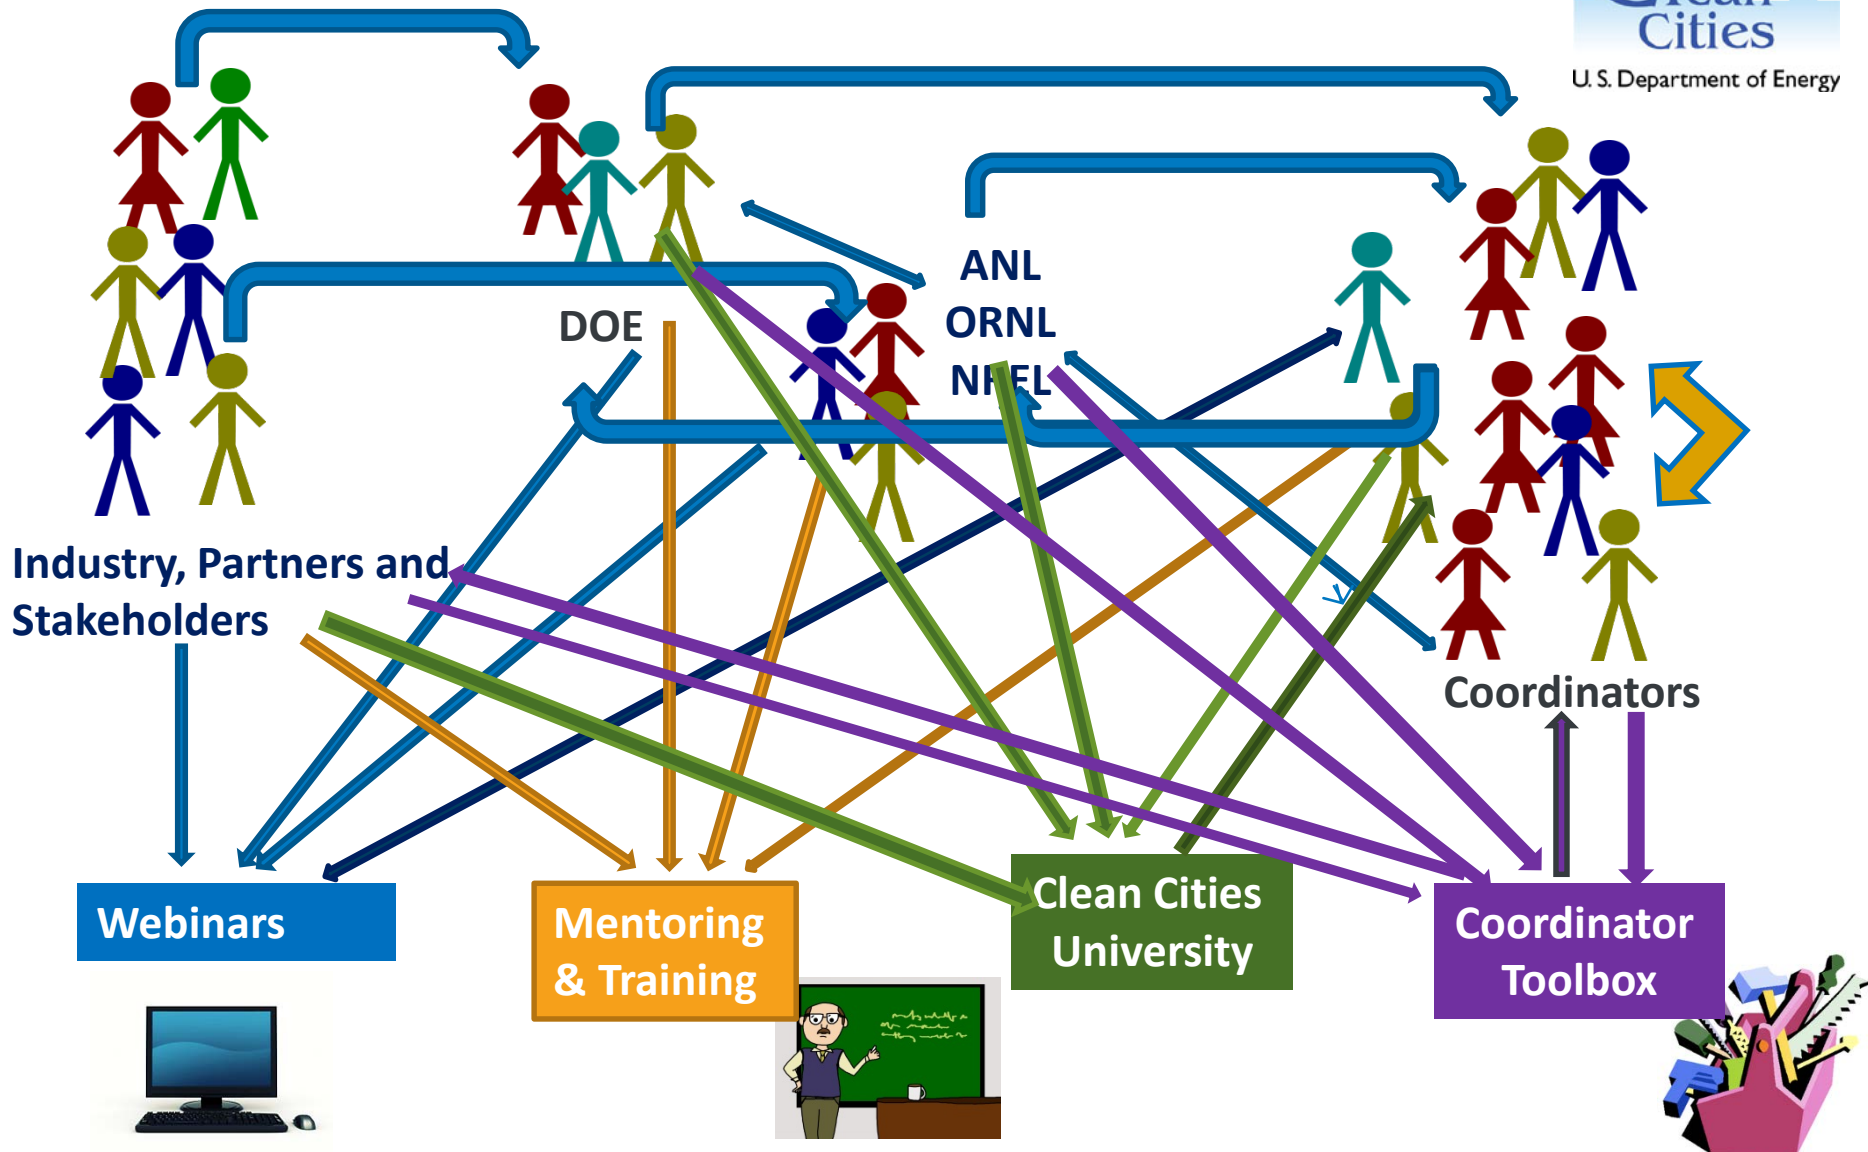 Cities
U. S. Department of Energy
ANL
ORNL
DOE
Industry, Partners and
Stakeholders
Coordinators
Webinars
Mentoring
& Training
Clean Cities
University
Coordinator
Toolbox